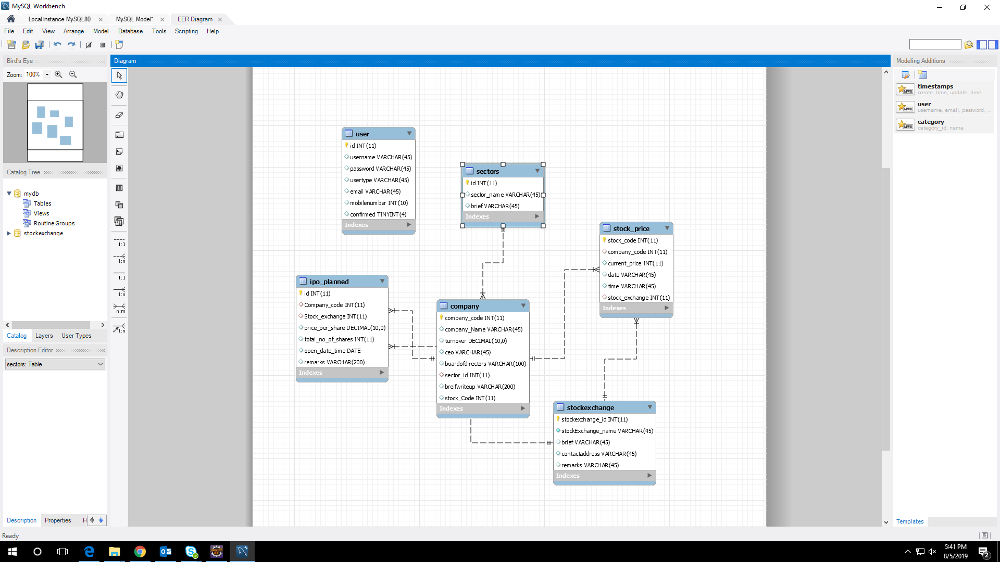 MySQL Workbench
Local instance MySQL80
MySQL Model*
EER Diagram
File Edit View Arrange Model Database Tools Scripting Help
Bird's Eye
Zoom: 100%
Catalog Tree
mydb
Tables
Views
Routine Groups
stockexchange
Catalog Layers User Types
Description Editor
sectors: Table
Description Properties H
Ready
Diagram
1:1
1:n
1:1
1:n
n:m
1:n
user
id INT(11)
username VARCHAR(45)
password VARCHAR(45)
usertype VARCHAR(45)
email VARCHAR(45)
mobilenumber INT(10)
confirmed TINYINT(4)
Indexes
sectors
id INT(11)
sector_name VARCHAR(45)
brief VARCHAR(45)
Indexes
stock_price
stock_code INT(11)
company_code INT(11)
current_price INT(11)
date VARCHAR(45)
time VARCHAR(45)
stock_exchange INT(11)
Indexes
ipo_planned
id INT(11)
Company_code INT(11)
Stock_exchange INT(11)
price_per_share DECIMAL(10,0)
total_no_of_shares INT(11)
open_date_time DATE
remarks VARCHAR(200)
Indexes
company
company_code INT(11)
company_Name VARCHAR(45)
turnover DECIMAL(10,0)
ceo VARCHAR(45)
boardofdirectors VARCHAR(100)
sector_id INT(11)
breifwriteup VARCHAR(200)
stock_Code INT(11)
Indexes
stockexchange
stockexchange_id INT(11)
stockExchange_name VARCHAR(45)
brief VARCHAR(45)
contactaddress VARCHAR(45)
remarks VARCHAR(45)
Indexes
Modeling Additions
MWB
timestamps
create_time, update_time
MWB
user
username, email, password, ...
MWB
category
category_id, name
Templates
5:41 PM
8/5/2019
2